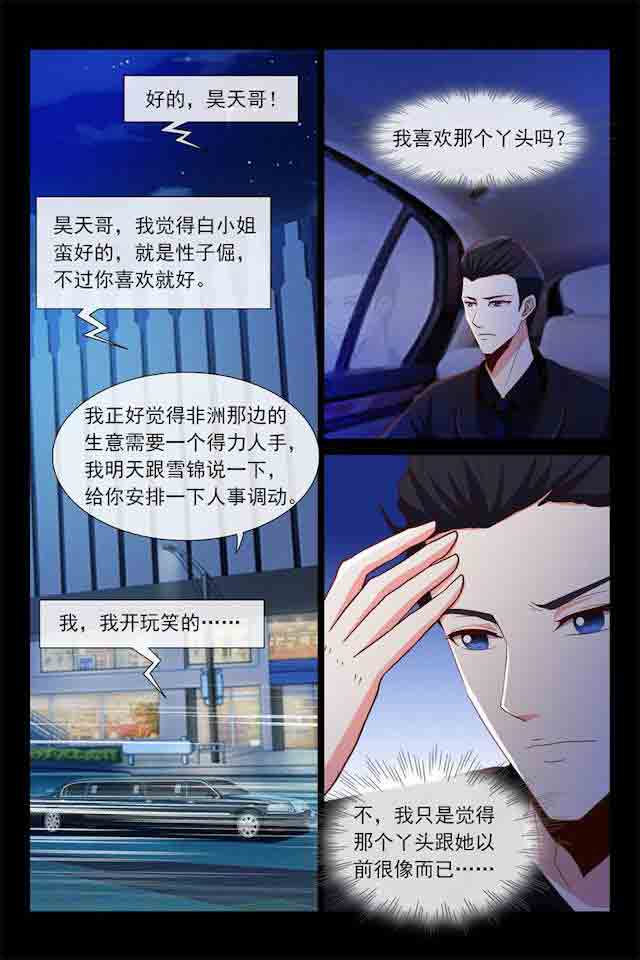 好的，昊天哥！
昊天哥，我觉得白小姐
蛮好的，就是性子倔，
不过你喜欢就好。
我正好觉得非洲那边的
生意需要一个得力人手，
我明天跟雪锦说一下，
给你安排一下人事调动。
我，我开玩笑的……
我喜欢那个丫头吗？
不，我只是觉得
那个丫头跟她以
前很像而已……